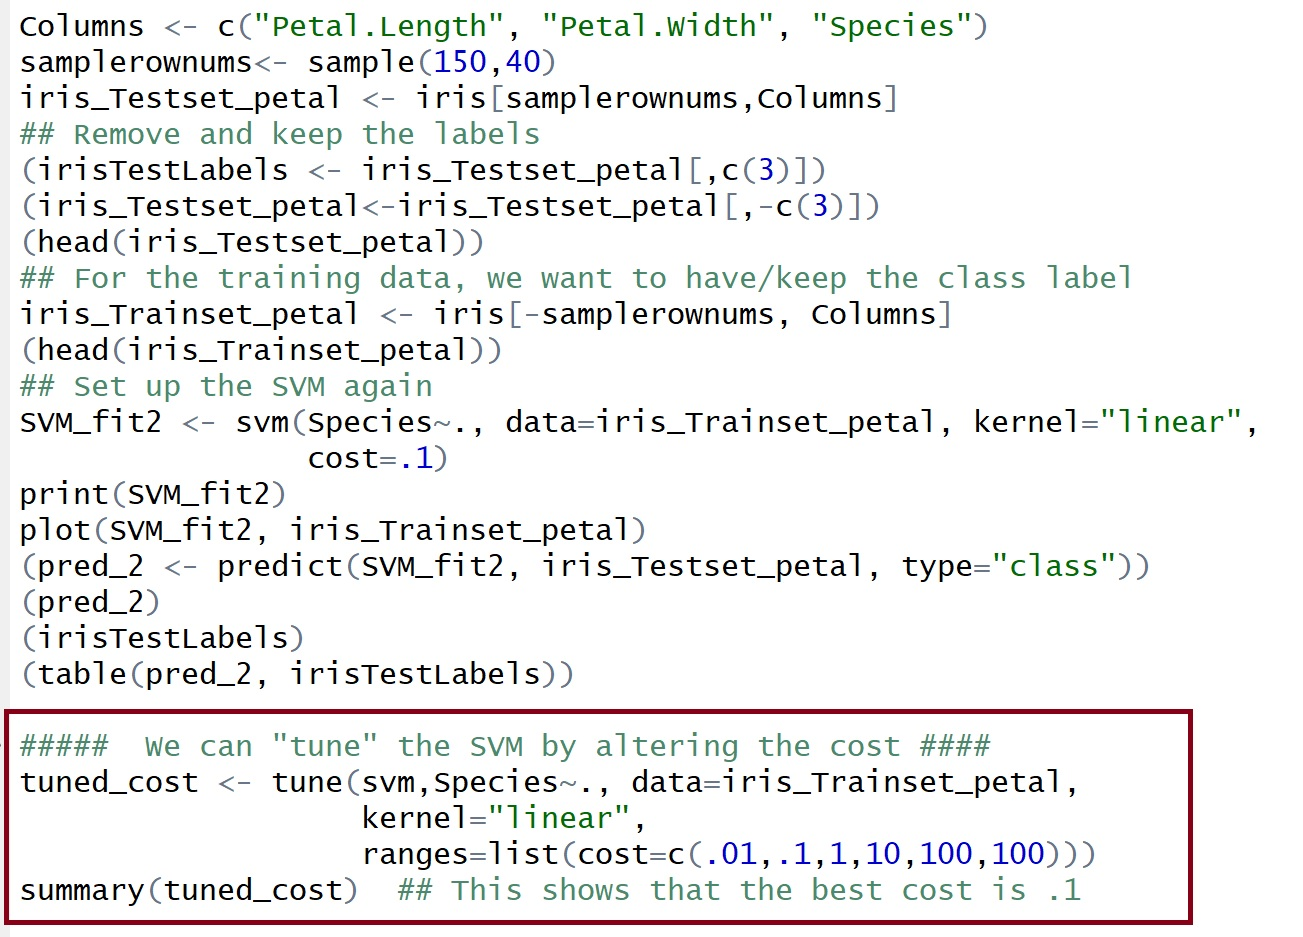 Columns <- c("Petal.Length", "Petal.Width", "Species")
samplerownums<- sample(150,40)
iris_Testset_petal <- iris[samplerownums,Columns]
## Remove and keep the labels
(irisTestLabels <- iris_Testset_petal[,c(3)])
(iris_Testset_petal<-iris_Testset_petal[,-c(3)])
(head(iris_Testset_petal))
## For the training data, we want to have/keep the class label
iris_Trainset_petal <- iris[-samplerownums, Columns]
(head(iris_Trainset_petal))
## Set up the SVM again
SVM_fit2 <- svm(Species~., data=iris_Trainset_petal, kernel="linear",
                cost=.1)
print(SVM_fit2)
plot(SVM_fit2, iris_Trainset_petal)
(pred_2 <- predict(SVM_fit2, iris_Testset_petal, type="class"))
(pred_2)
(irisTestLabels)
(table(pred_2, irisTestLabels))
#####  We can "tune" the SVM by altering the cost ####
tuned_cost <- tune(svm,Species~., data=iris_Trainset_petal,
                   kernel="linear",
                   ranges=list(cost=c(.01,.1,1,10,100,100)))
summary(tuned_cost)  ## This shows that the best cost is .1